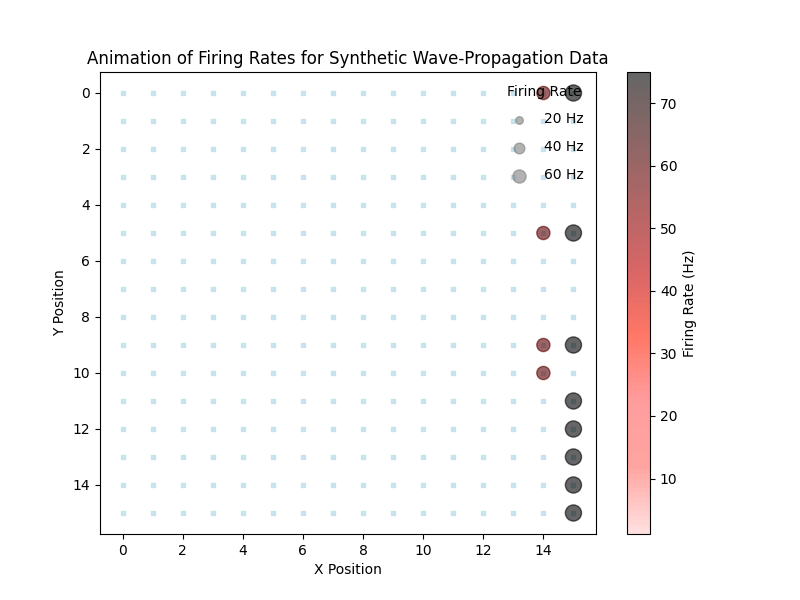 Animation of Firing Rates for Synthetic Wave-Propagation Data
Firing Rate
20 Hz
40 Hz
60 Hz
0
2
4
6
8
10
12
14
Y Position
0
2
4
6
8
10
12
14
X Position
70
60
50
40
30
20
10
Firing Rate (Hz)